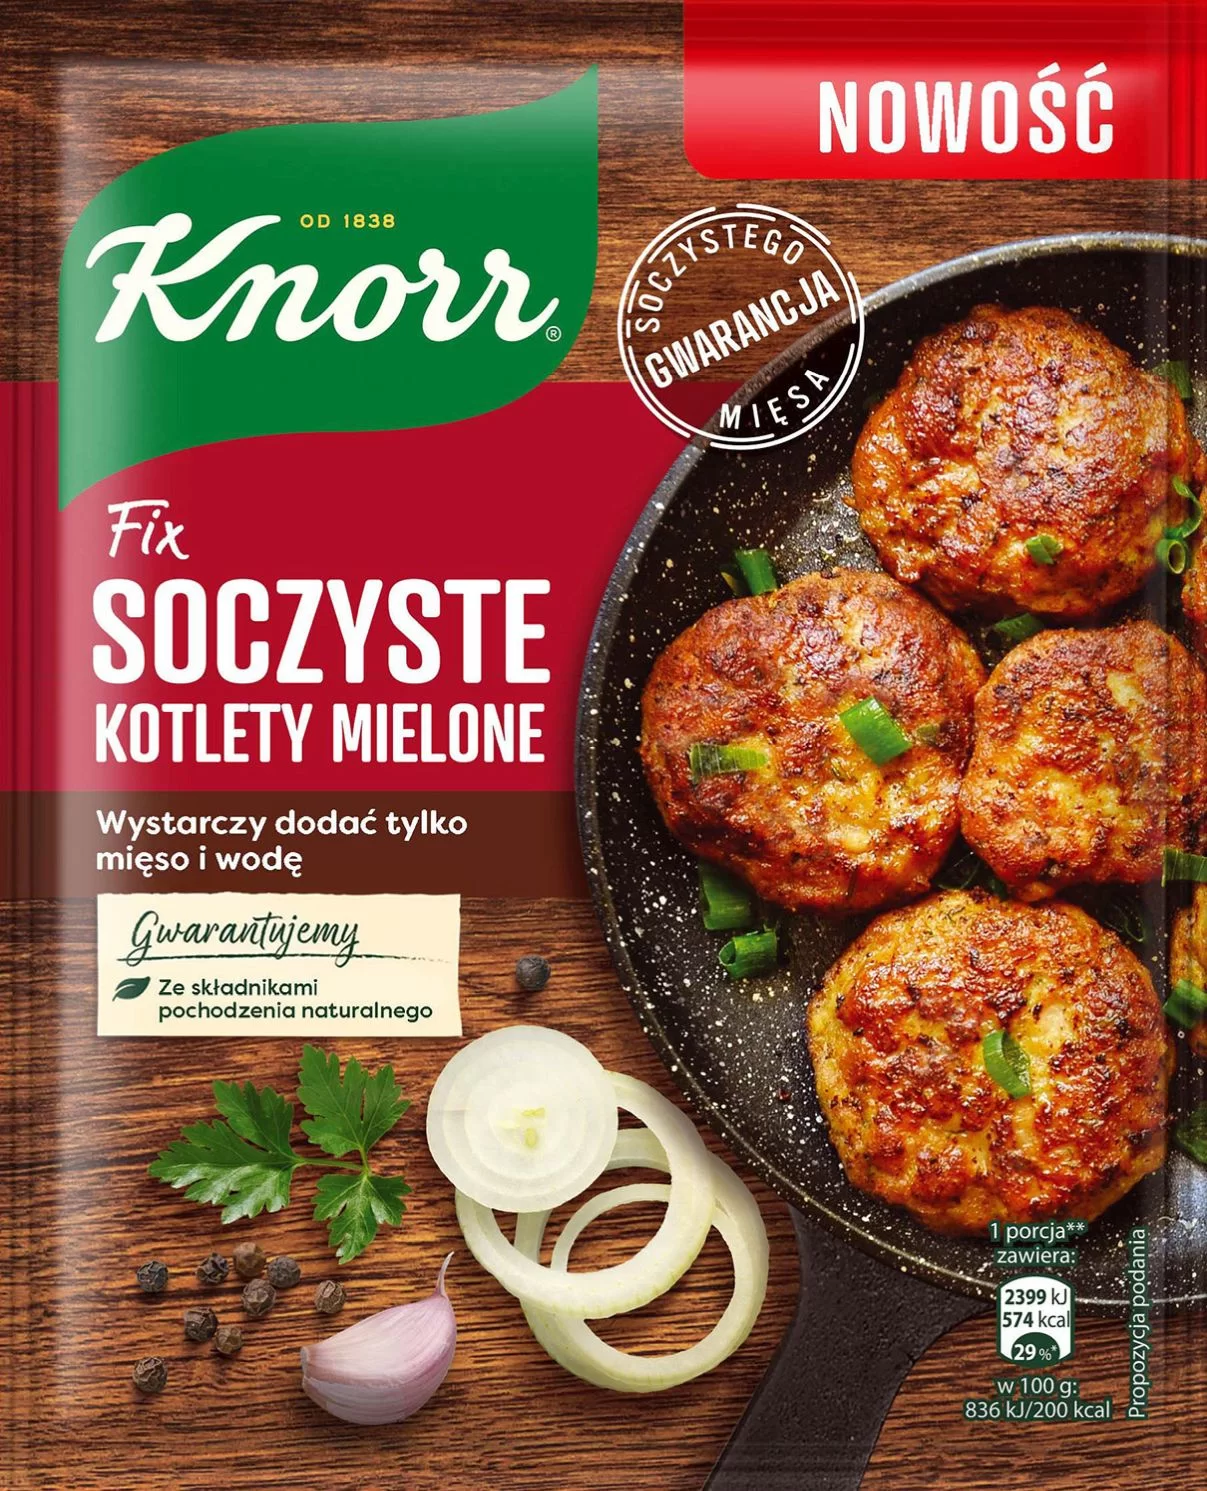 NOWOŚĆ
OD 1838
Knorr®
SOCZYSTEGO
GWARANCJA
MIĘSA
Fix
SOCZYSTE
KOTLETY MIELONE
Wystarczy dodać tylko
mięso i wodę
Gwarantujemy
Ze składnikami
pochodzenia naturalnego
1 porcja**
zawiera:
2399 kJ
574 kcal
29 %*
w 100 g:
836 kJ/200 kcal
Propozycja podania